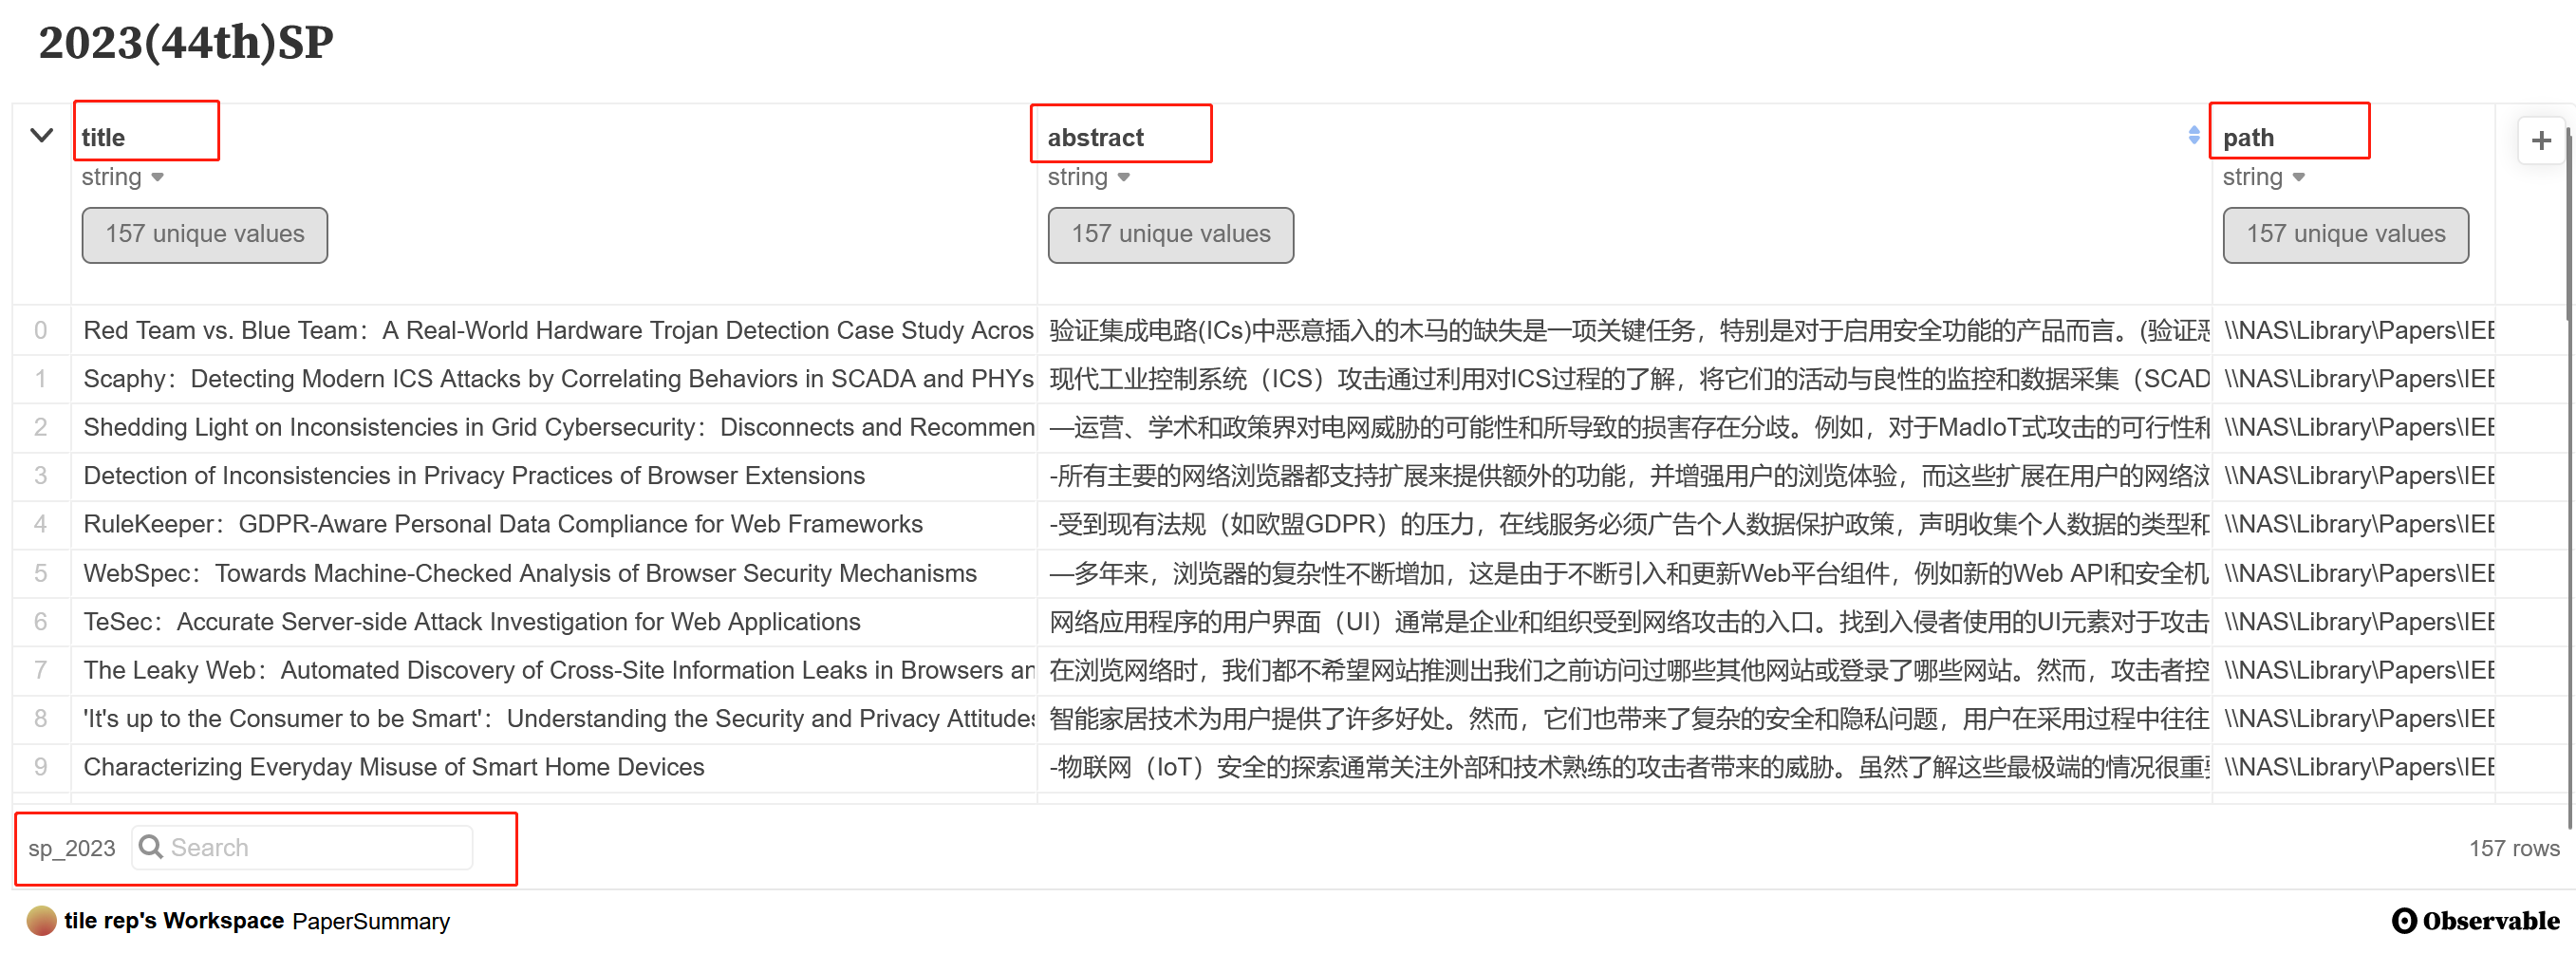 2023(44th)SP
title abstract path
string string string
157 unique values 157 unique values 157 unique values
0 Red Team vs. Blue Team：A Real-World Hardware Trojan Detection Case Study Acros 验证集成电路(ICs)中恶意插入的木马的缺失是一项关键任务，特别是对于启用安全功能的产品而言。(验证恶 \\NAS\Library\Papers\IEE
1 Scaphy：Detecting Modern ICS Attacks by Correlating Behaviors in SCADA and PHYs 现代工业控制系统（ICS）攻击通过利用对ICS过程的了解，将它们的活动与良性的监控和数据采集（SCAD \\NAS\Library\Papers\IEE
2 Shedding Light on Inconsistencies in Grid Cybersecurity：Disconnects and Recommen —运营、学术和政策界对电网威胁的可能性和所导致的损害存在分歧。例如，对于MadIoT式攻击的可行性和 \\NAS\Library\Papers\IEE
3 Detection of Inconsistencies in Privacy Practices of Browser Extensions -所有主要的网络浏览器都支持扩展来提供额外的功能，并增强用户的浏览体验，而这些扩展在用户的网络浏 \\NAS\Library\Papers\IEE
4 RuleKeeper：GDPR-Aware Personal Data Compliance for Web Frameworks -受到现有法规（如欧盟GDPR）的压力，在线服务必须广告个人数据保护政策，声明收集个人数据的类型和 \\NAS\Library\Papers\IEE
5 WebSpec：Towards Machine-Checked Analysis of Browser Security Mechanisms —多年来，浏览器的复杂性不断增加，这是由于不断引入和更新Web平台组件，例如新的Web API和安全机 \\NAS\Library\Papers\IEE
6 TeSec：Accurate Server-side Attack Investigation for Web Applications 网络应用程序的用户界面（UI）通常是企业和组织受到网络攻击的入口。找到入侵者使用的UI元素对于攻击 \\NAS\Library\Papers\IEE
7 The Leaky Web：Automated Discovery of Cross-Site Information Leaks in Browsers an 在浏览网络时，我们都不希望网站推测出我们之前访问过哪些其他网站或登录了哪些网站。然而，攻击者控 \\NAS\Library\Papers\IEE
8 'It's up to the Consumer to be Smart'：Understanding the Security and Privacy Attitudes 智能家居技术为用户提供了许多好处。然而，它们也带来了复杂的安全和隐私问题，用户在采用过程中往往 \\NAS\Library\Papers\IEE
9 Characterizing Everyday Misuse of Smart Home Devices -物联网（IoT）安全的探索通常关注外部和技术熟练的攻击者带来的威胁。虽然了解这些最极端的情况很重要 \\NAS\Library\Papers\IEE
sp_2023 Search 157 rows
tile rep's Workspace PaperSummary Observable